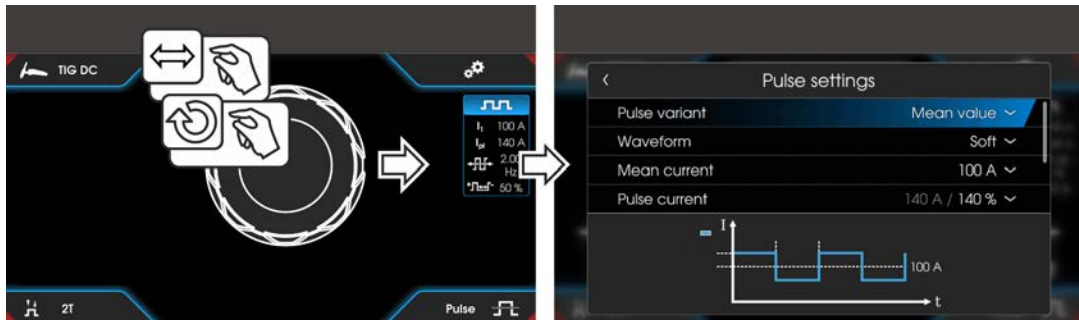 TIG DC
I₁ 100 A
Ipl 140 A
2.00
Hz
50 %
2T
Pulse
Pulse settings
Pulse variant Mean value
Waveform Soft
Mean current 100 A
Pulse current 140 A / 140 %
I
100 A
t